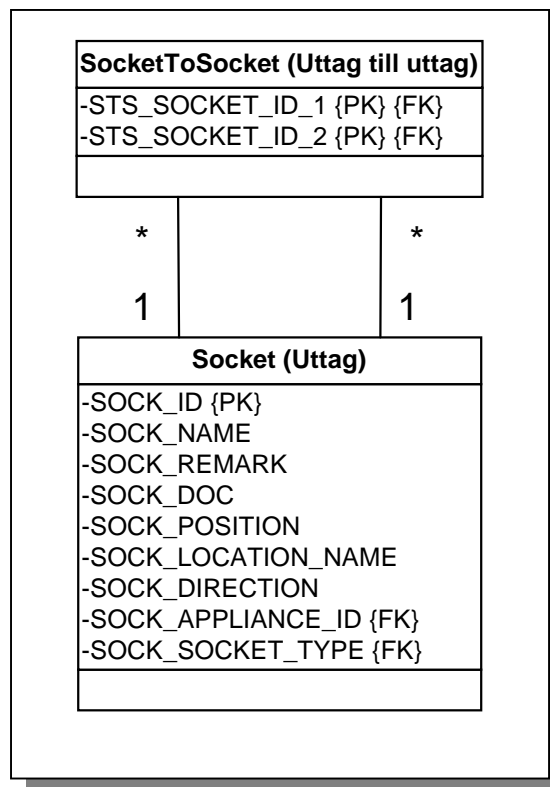 SocketToSocket (Uttag till uttag)
-STS_SOCKET_ID_1 {PK} {FK}
-STS_SOCKET_ID_2 {PK} {FK}
* *
1 1
Socket (Uttag)
-SOCK_ID {PK}
-SOCK_NAME
-SOCK_REMARK
-SOCK_DOC
-SOCK_POSITION
-SOCK_LOCATION_NAME
-SOCK_DIRECTION
-SOCK_APPLIANCE_ID {FK}
-SOCK_SOCKET_TYPE {FK}